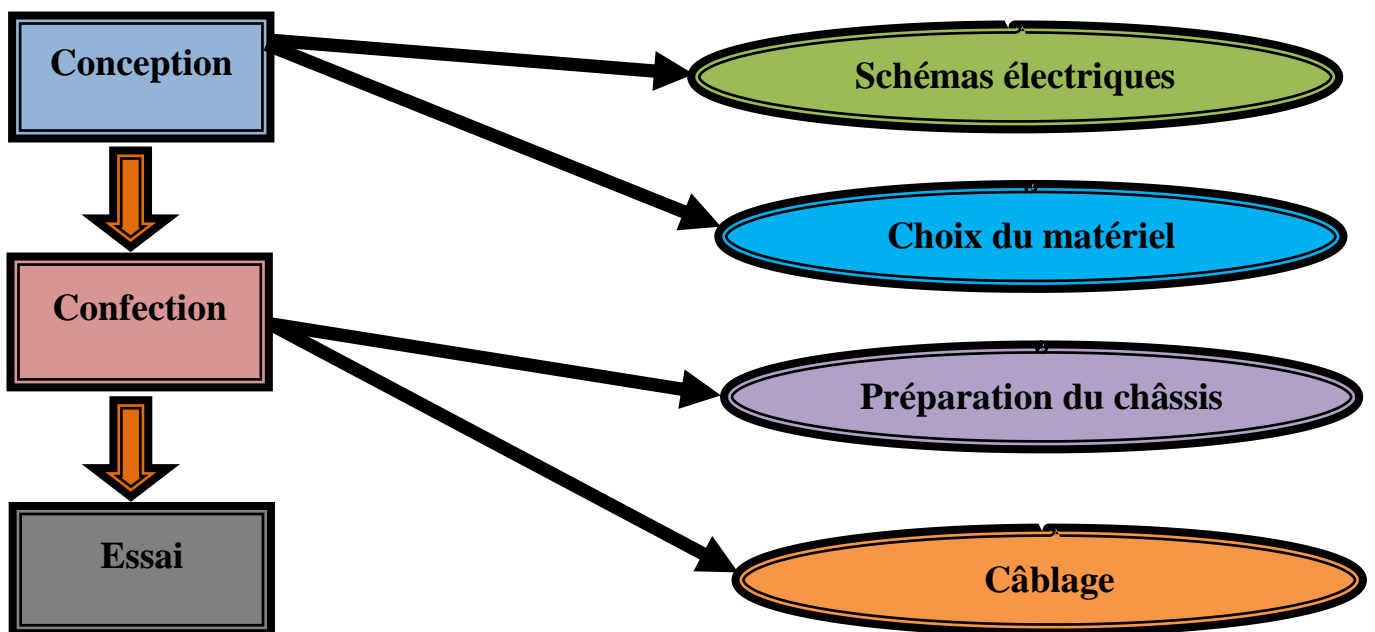 Conception
Schémas électriques
Choix du matériel
Confection
Préparation du châssis
Essai
Câblage